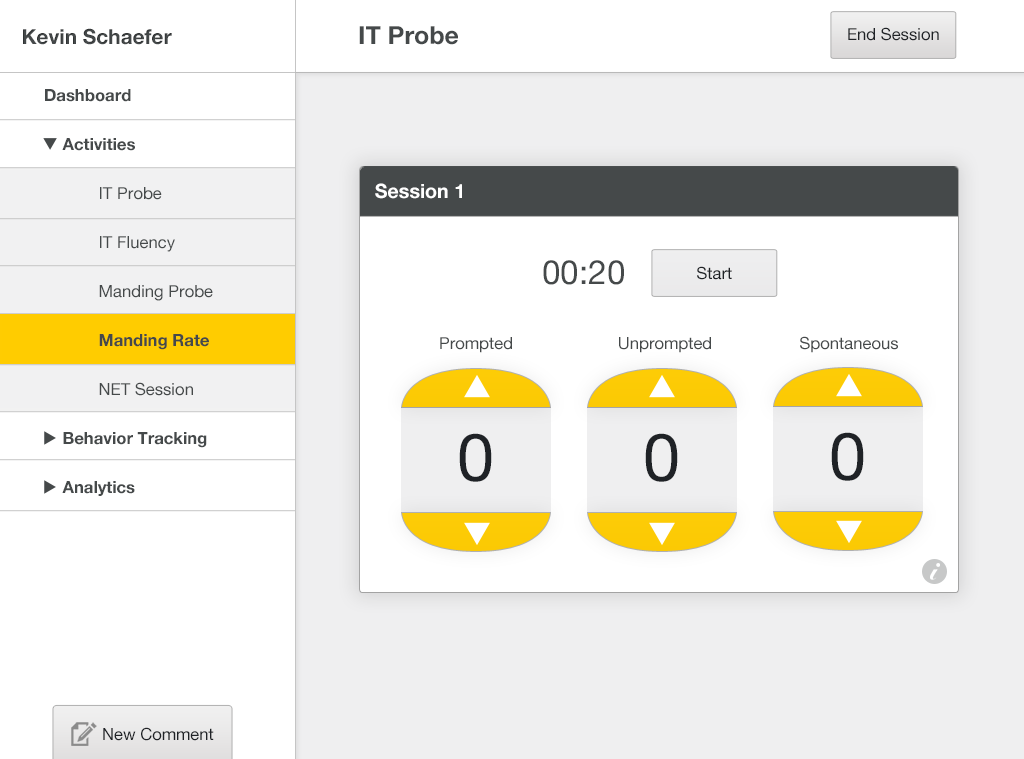 Kevin Schaefer
IT Probe
End Session
Dashboard
Activities
IT Probe
IT Fluency
Manding Probe
Manding Rate
NET Session
Behavior Tracking
Analytics
New Comment
Session 1
00:20
Start
Prompted
Unprompted
Spontaneous
0
0
0
i